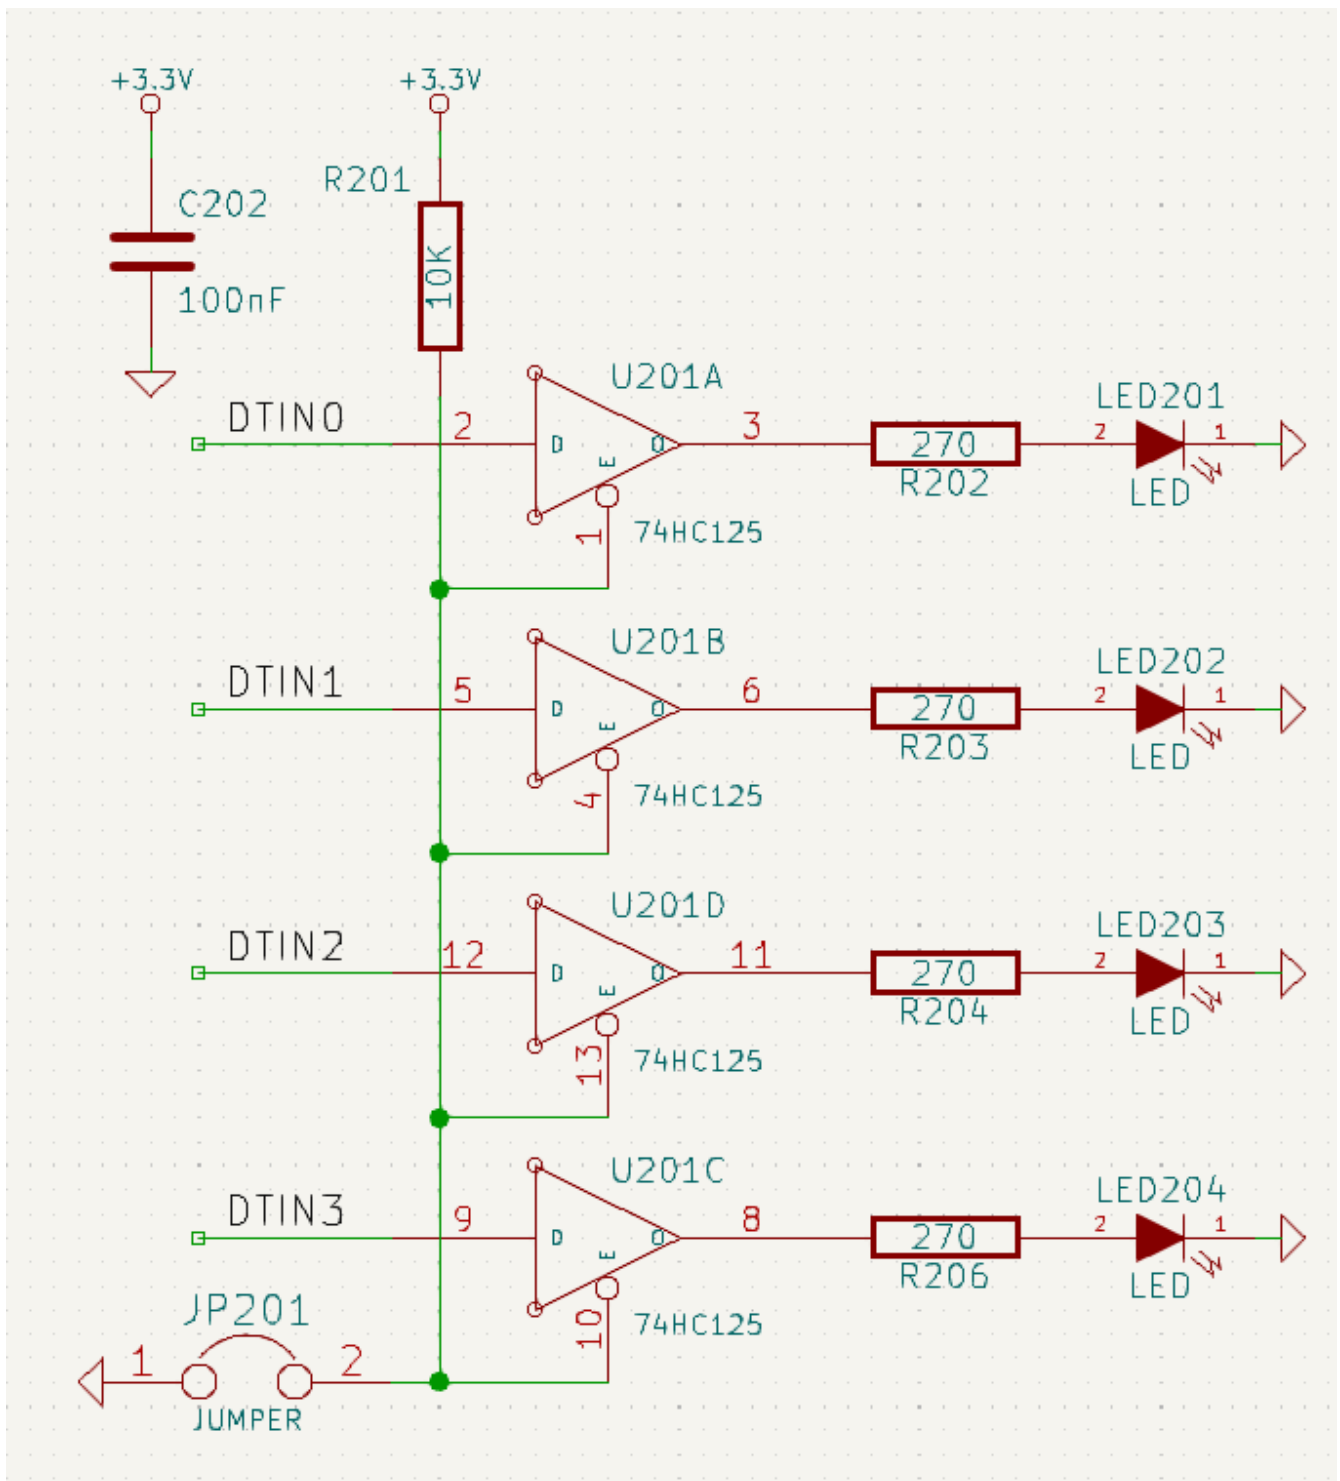 +3.3V
+3.3V
R201
C202
10K
100nF
U201A
DTIN0
2
D
E
O
3
270
R202
LED201
2
1
LED
1
74HC125
U201B
DTIN1
5
D
E
O
6
270
R203
LED202
2
1
LED
4
74HC125
U201D
DTIN2
12
D
E
O
11
270
R204
LED203
2
1
LED
13
74HC125
U201C
DTIN3
9
D
E
O
8
270
R206
LED204
2
1
LED
10
74HC125
JP201
1
2
JUMPER